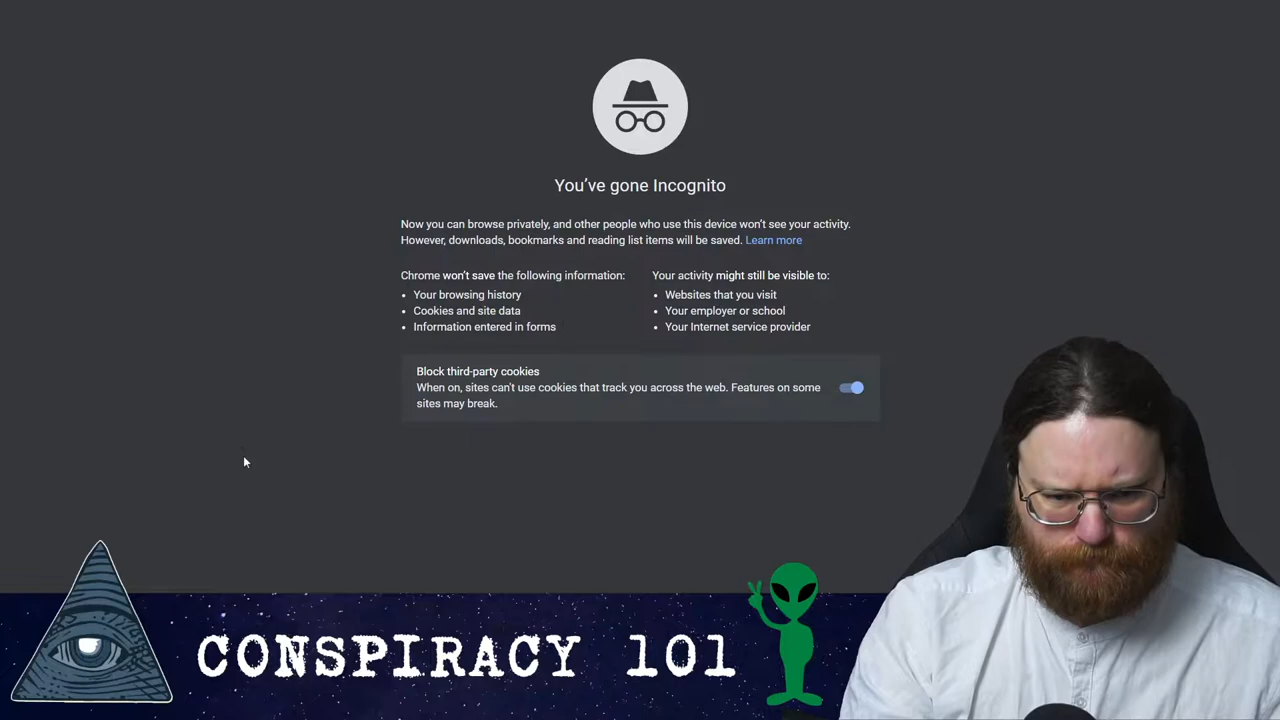 You've gone Incognito
Now you can browse privately, and other people who use this device won't see your activity.
However, downloads, bookmarks and reading list items will be saved. Learn more
Chrome won't save the following information:
• Your browsing history
• Cookies and site data
• Information entered in forms
Your activity might still be visible to:
• Websites that you visit
• Your employer or school
• Your Internet service provider
Block third-party cookies
When on, sites can't use cookies that track you across the web. Features on some
sites may break.
CONSPIRACY 101